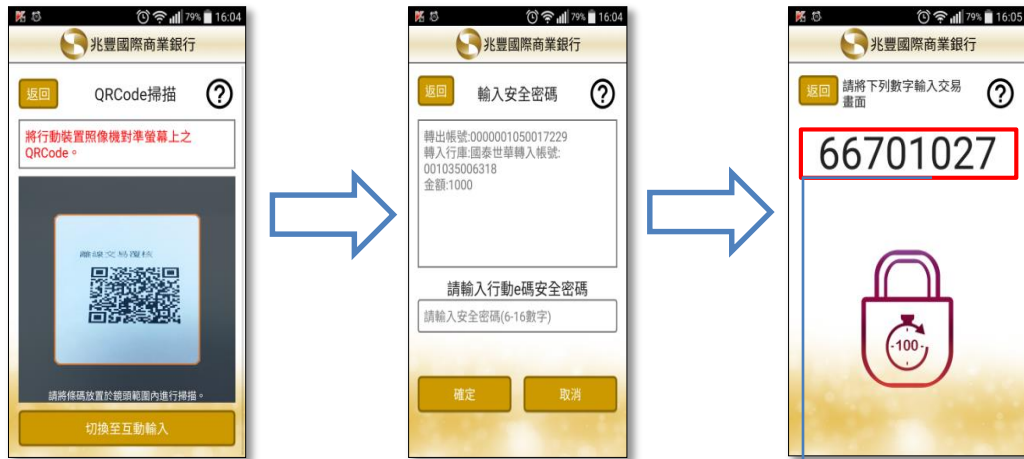 79% 16:04
兆豐國際商業銀行
返回
QRCode掃描
?
將行動裝置照像機對準螢幕上之
QRCode。
離線交易覆核
請將條碼放置於鏡頭範圍內進行掃描。
切換至互動輸入
79% 16:04
兆豐國際商業銀行
返回
輸入安全密碼
?
轉出帳號:0000001050017229
轉入行庫:國泰世華轉入帳號:
001035006318
金額:1000
請輸入行動e碼安全密碼
請輸入安全密碼(6-16數字)
確定
取消
79% 16:05
兆豐國際商業銀行
返回
請將下列數字輸入交易
畫面
?
66701027
-100-